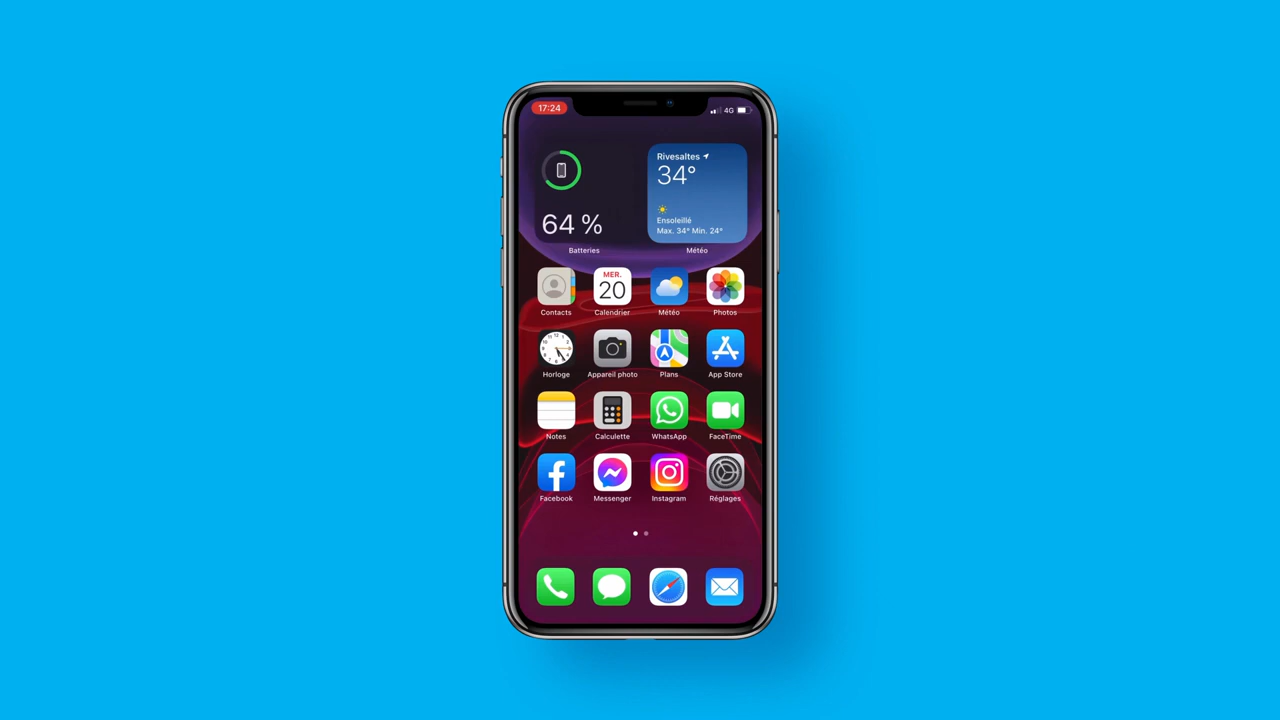 17:24
4G
Rivesaltes
34°
64 %
Ensoleillé
Max. 34° Min. 24°
Batteries
Météo
MER.
20
Contacts
Calendrier
Météo
Photos
Horloge
Appareil photo
Plans
App Store
Notes
Calculette
WhatsApp
FaceTime
Facebook
Messenger
Instagram
Réglages